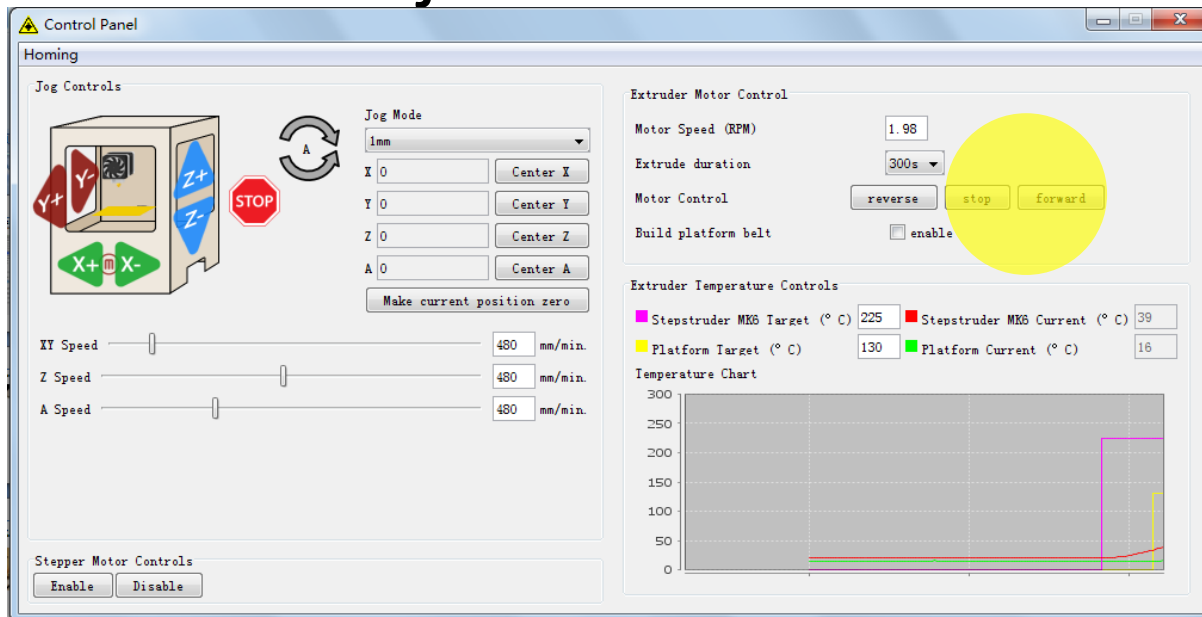 Control Panel
Homing
Jog Controls
Y+ Y- Z+ Z- X+ m X-
STOP
A
Jog Mode
1mm
X 0 Center X
Y 0 Center Y
Z 0 Center Z
A 0 Center A
Make current position zero
XY Speed 480 mm/min.
Z Speed 480 mm/min.
A Speed 480 mm/min.
Stepper Motor Controls
Enable Disable
Extruder Motor Control
Motor Speed (RPM) 1.98
Extrude duration 300s
Motor Control reverse stop forward
Build platform belt enable
Extruder Temperature Controls
Stepstruder MK6 Target (° C) 225 Stepstruder MK6 Current (° C) 39
Platform Target (° C) 130 Platform Current (° C) 16
Temperature Chart
300
250
200
150
100
50
0